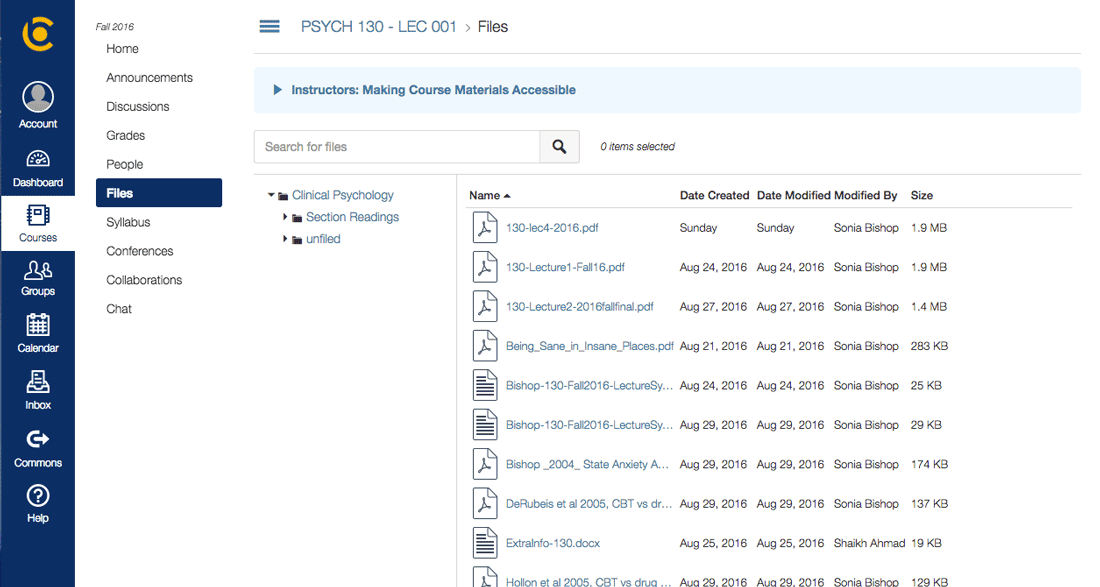 Account
Dashboard
Courses
Groups
Calendar
Inbox
Commons
Help
Fall 2016
Home
Announcements
Discussions
Grades
People
Files
Syllabus
Conferences
Collaborations
Chat
PSYCH 130 - LEC 001 › Files
Instructors: Making Course Materials Accessible
Search for files
0 items selected
Clinical Psychology
Section Readings
unfiled
Name Date Created Date Modified Modified By Size
130-lec4-2016.pdf Sunday Sunday Sonia Bishop 1.9 MB
130-Lecture1-Fall16.pdf Aug 24, 2016 Aug 24, 2016 Sonia Bishop 1.9 MB
130-Lecture2-2016fallfinal.pdf Aug 27, 2016 Aug 27, 2016 Sonia Bishop 1.4 MB
Being_Sane_in_Insane_Places.pdf Aug 21, 2016 Aug 21, 2016 Sonia Bishop 283 KB
Bishop-130-Fall2016-LectureSy... Aug 24, 2016 Aug 24, 2016 Sonia Bishop 25 KB
Bishop-130-Fall2016-LectureSy... Aug 29, 2016 Aug 29, 2016 Sonia Bishop 29 KB
Bishop _2004_ State Anxiety A... Aug 29, 2016 Aug 29, 2016 Sonia Bishop 174 KB
DeRubeis et al 2005, CBT vs dr... Aug 29, 2016 Aug 29, 2016 Sonia Bishop 137 KB
ExtraInfo-130.docx Aug 25, 2016 Aug 25, 2016 Shaikh Ahmad 19 KB
Hollon et al 2005, CBT vs drug ... Aug 29, 2016 Aug 29, 2016 Sonia Bishop 129 KB